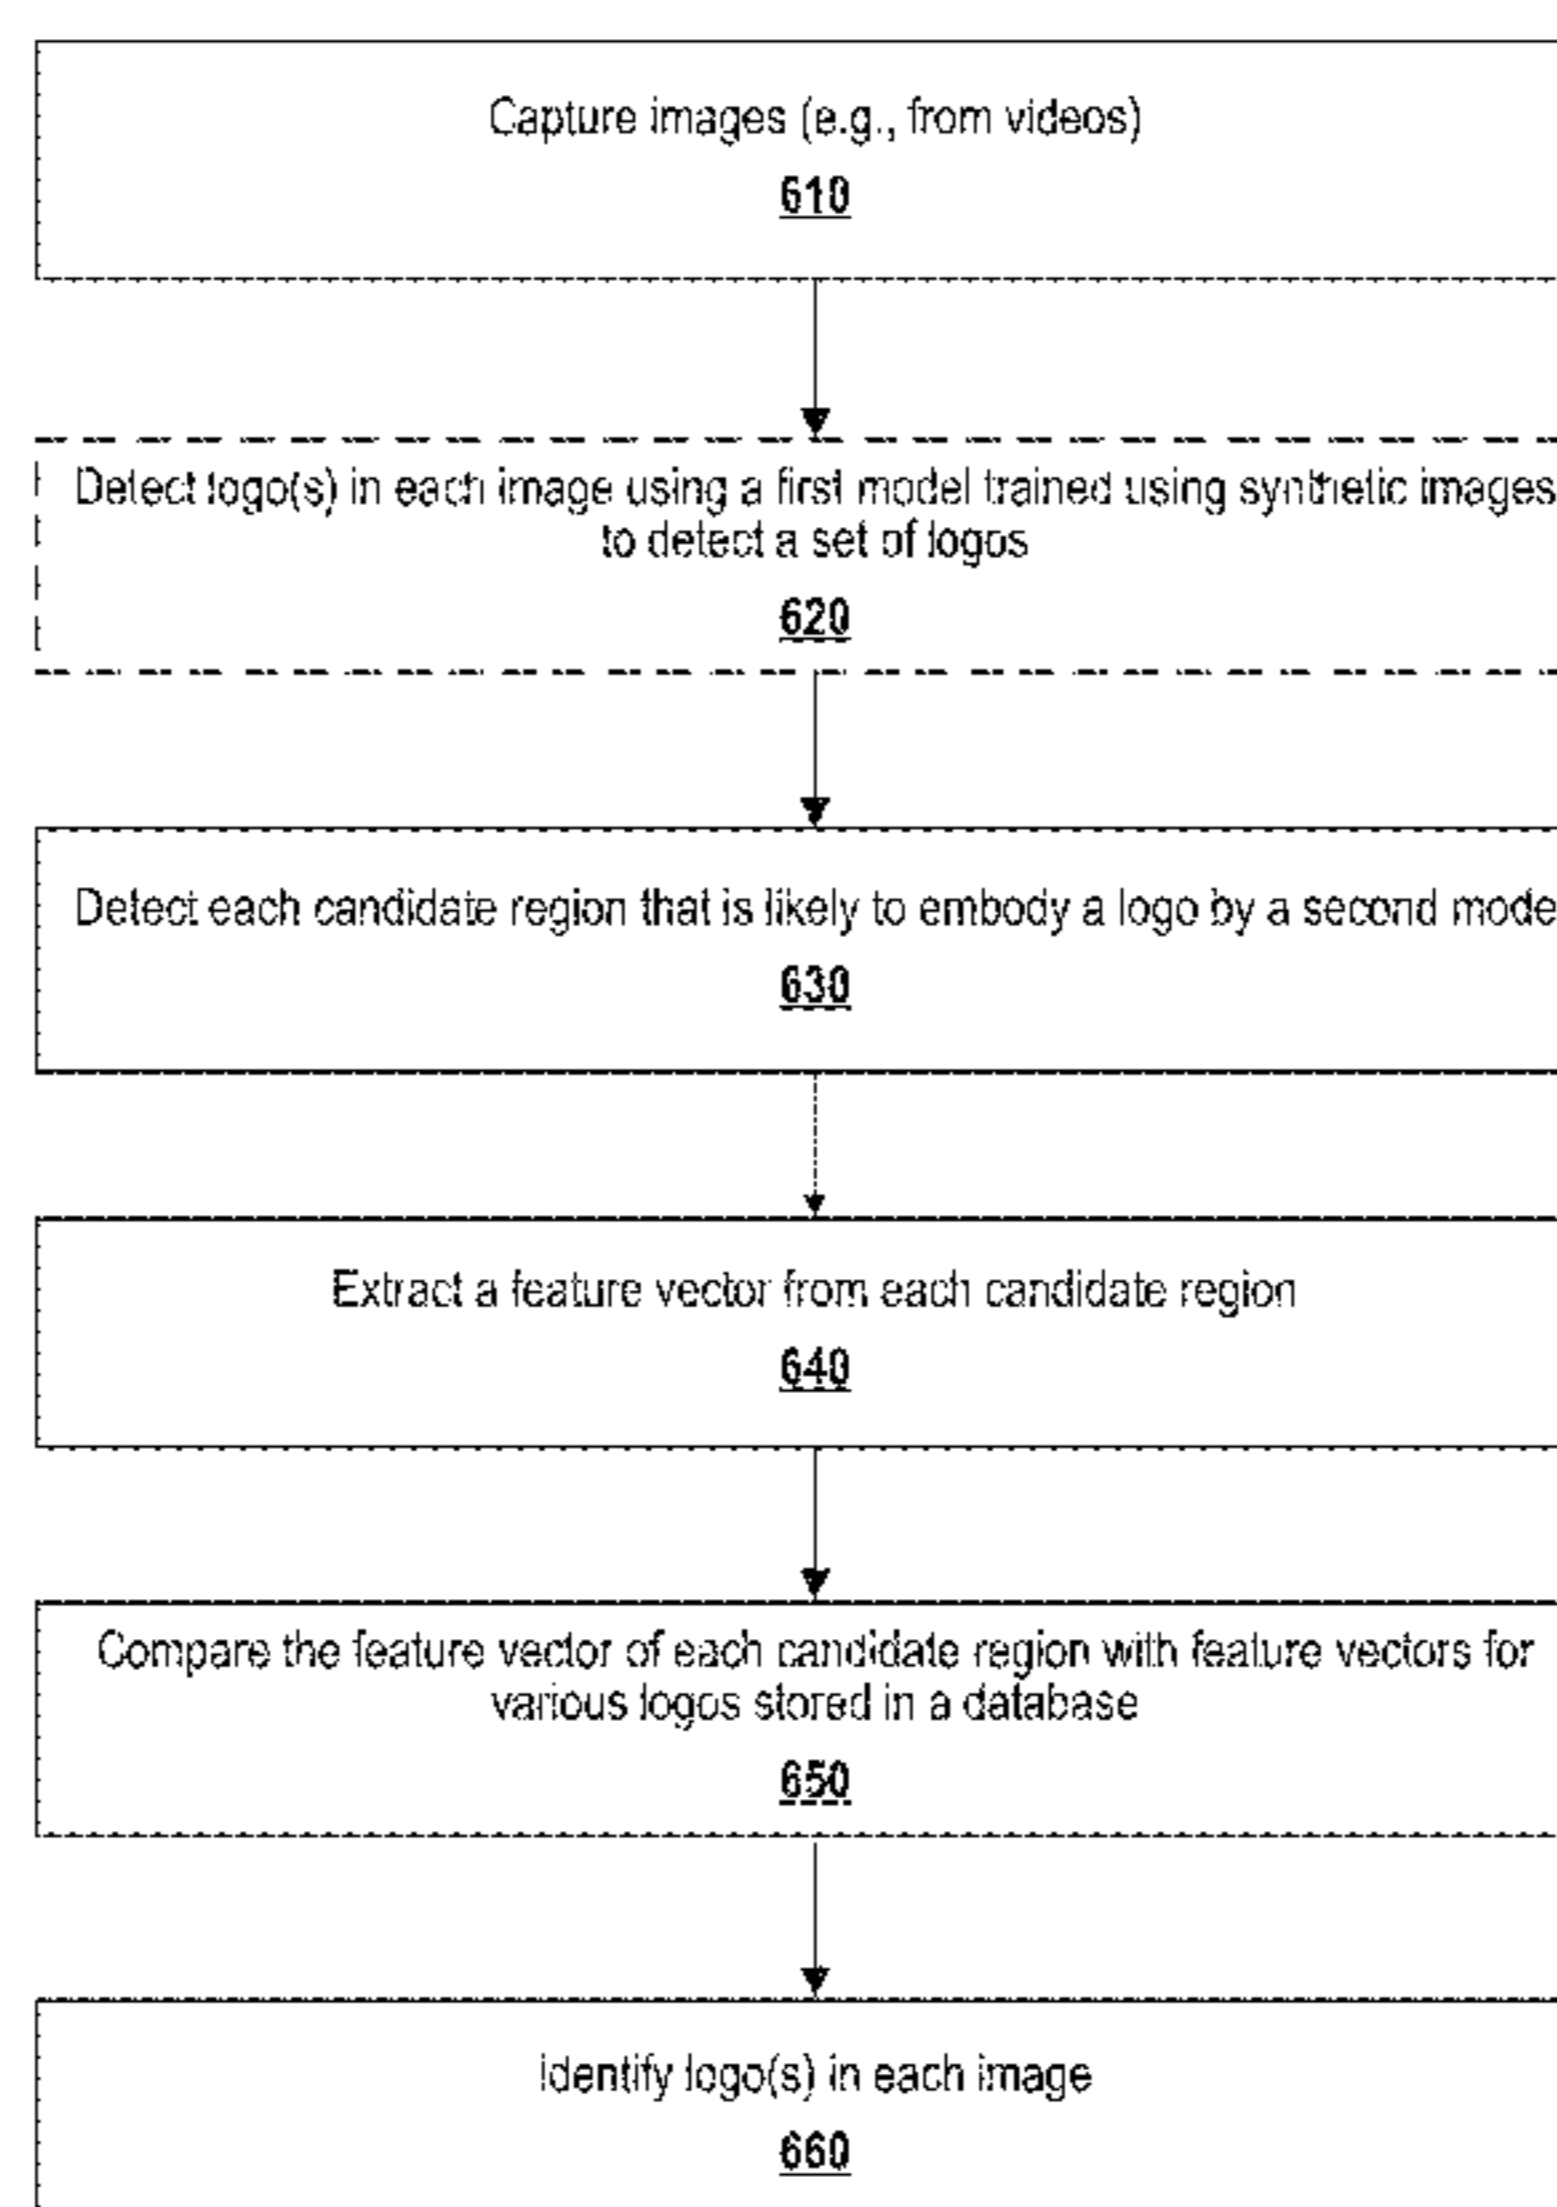 Capture images (e.g., from videos)
610
Detect logo(s) in each image using a first model trained using synthetic images
to detect a set of logos
620
Detect each candidate region that is likely to embody a logo by a second mode
630
Extract a feature vector from each candidate region
640
Compare the feature vector of each candidate region with feature vectors for
various logos stored in a database
650
Identify logo(s) in each image
660